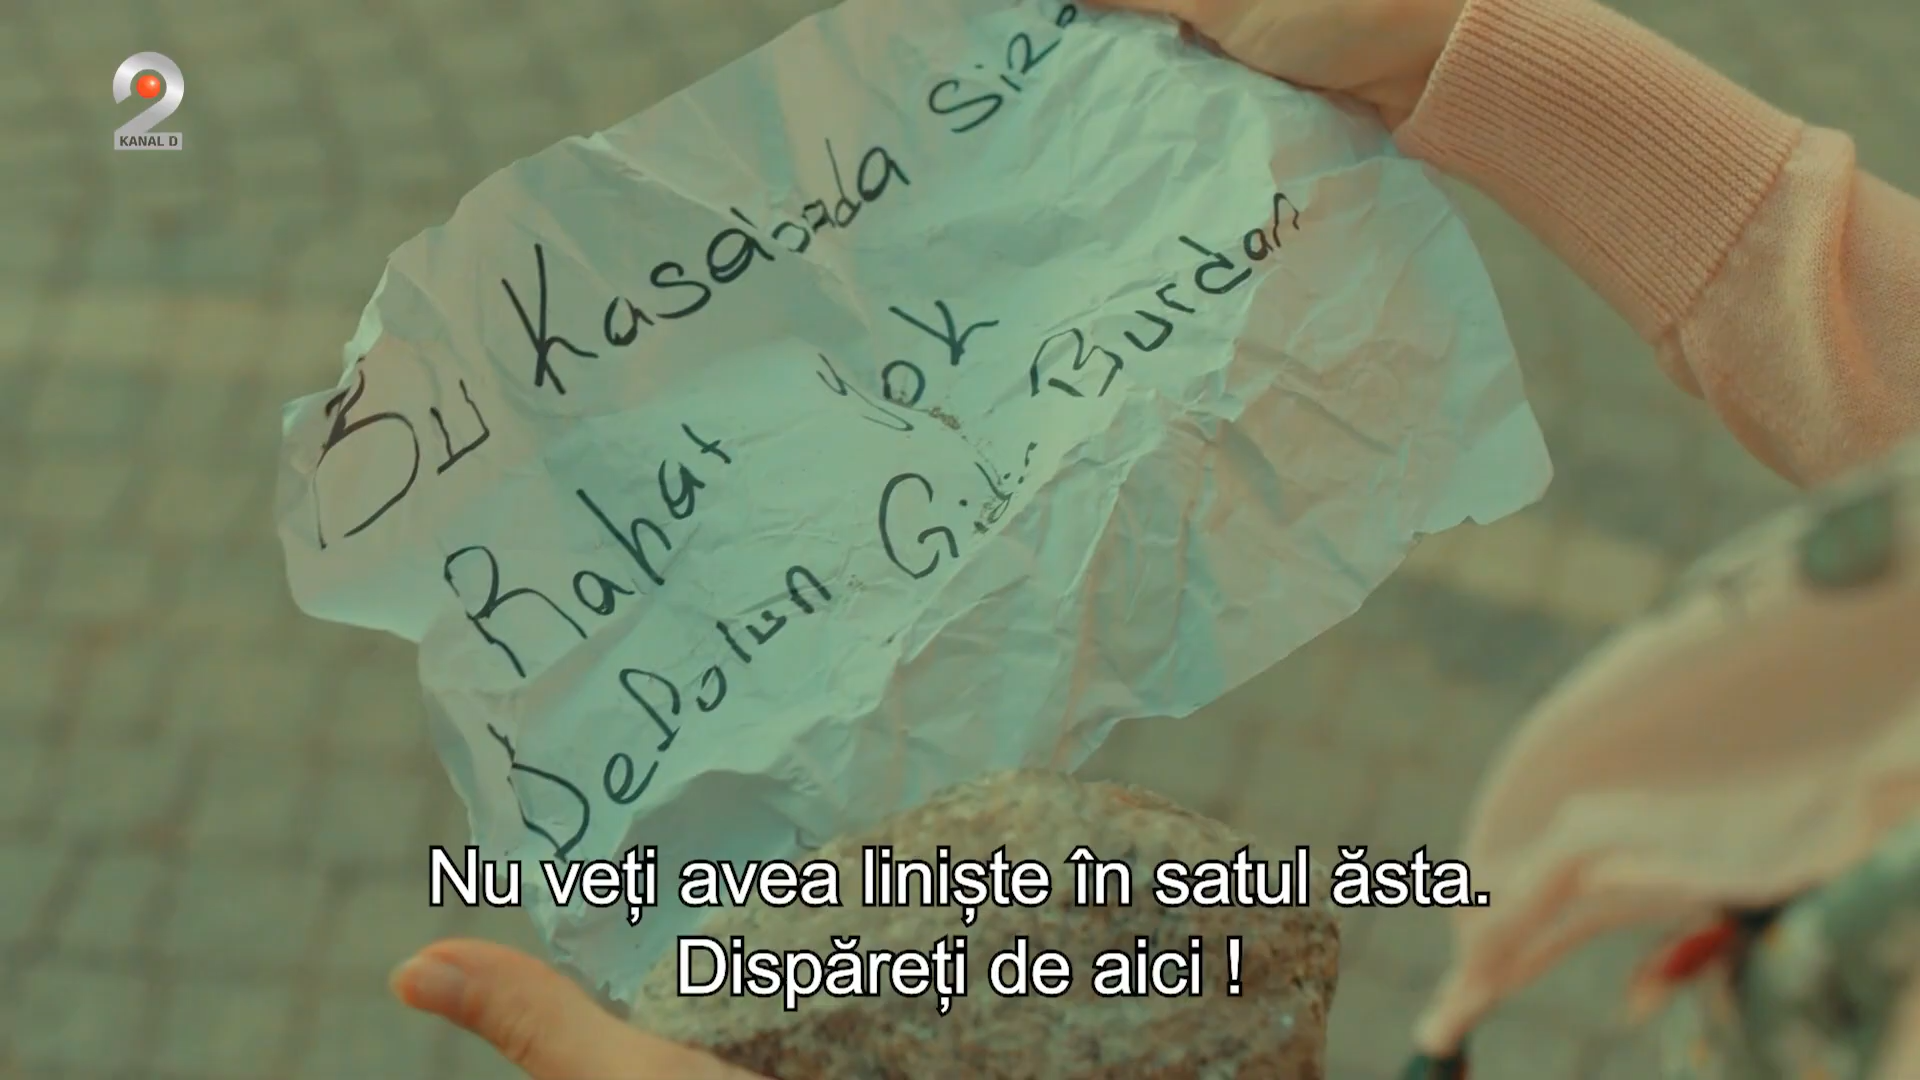 KANAL D
Bu Kasabada Size
Rahat Yok
Defolun Gidin Burdan
Nu veți avea liniște în satul ăsta.
Dispăreți de aici !